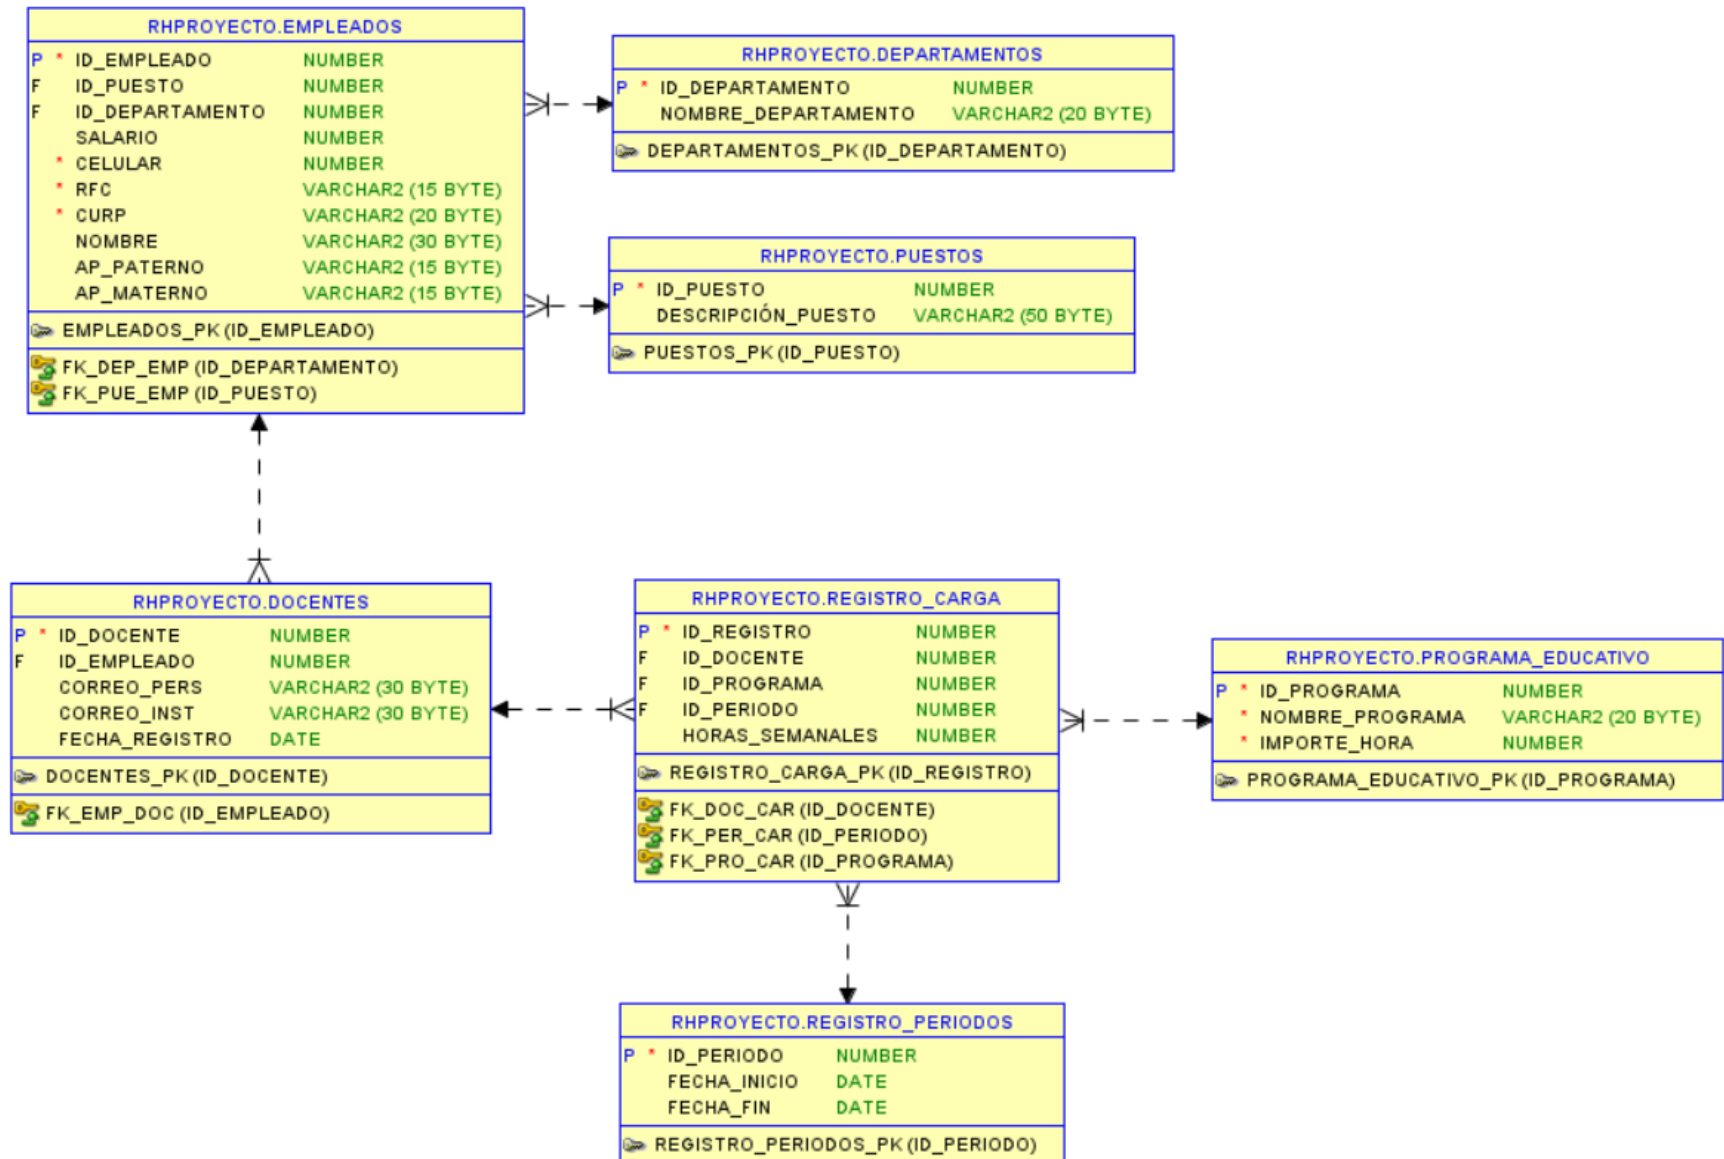 RHPROYECTO.EMPLEADOS
P * ID_EMPLEADO NUMBER
F ID_PUESTO NUMBER
F ID_DEPARTAMENTO NUMBER
SALARIO NUMBER
* CELULAR NUMBER
* RFC VARCHAR2 (15 BYTE)
* CURP VARCHAR2 (20 BYTE)
NOMBRE VARCHAR2 (30 BYTE)
AP_PATERNO VARCHAR2 (15 BYTE)
AP_MATERNO VARCHAR2 (15 BYTE)
EMPLEADOS_PK (ID_EMPLEADO)
FK_DEP_EMP (ID_DEPARTAMENTO)
FK_PUE_EMP (ID_PUESTO)
RHPROYECTO.DEPARTAMENTOS
P * ID_DEPARTAMENTO NUMBER
NOMBRE_DEPARTAMENTO VARCHAR2 (20 BYTE)
DEPARTAMENTOS_PK (ID_DEPARTAMENTO)
RHPROYECTO.PUESTOS
P * ID_PUESTO NUMBER
DESCRIPCIÓN_PUESTO VARCHAR2 (50 BYTE)
PUESTOS_PK (ID_PUESTO)
RHPROYECTO.DOCENTES
P * ID_DOCENTE NUMBER
F ID_EMPLEADO NUMBER
CORREO_PERS VARCHAR2 (30 BYTE)
CORREO_INST VARCHAR2 (30 BYTE)
FECHA_REGISTRO DATE
DOCENTES_PK (ID_DOCENTE)
FK_EMP_DOC (ID_EMPLEADO)
RHPROYECTO.REGISTRO_CARGA
P * ID_REGISTRO NUMBER
F ID_DOCENTE NUMBER
F ID_PROGRAMA NUMBER
F ID_PERIODO NUMBER
HORAS_SEMANALES NUMBER
REGISTRO_CARGA_PK (ID_REGISTRO)
FK_DOC_CAR (ID_DOCENTE)
FK_PER_CAR (ID_PERIODO)
FK_PRO_CAR (ID_PROGRAMA)
RHPROYECTO.PROGRAMA_EDUCATIVO
P * ID_PROGRAMA NUMBER
* NOMBRE_PROGRAMA VARCHAR2 (20 BYTE)
* IMPORTE_HORA NUMBER
PROGRAMA_EDUCATIVO_PK (ID_PROGRAMA)
RHPROYECTO.REGISTRO_PERIODOS
P * ID_PERIODO NUMBER
FECHA_INICIO DATE
FECHA_FIN DATE
REGISTRO_PERIODOS_PK (ID_PERIODO)